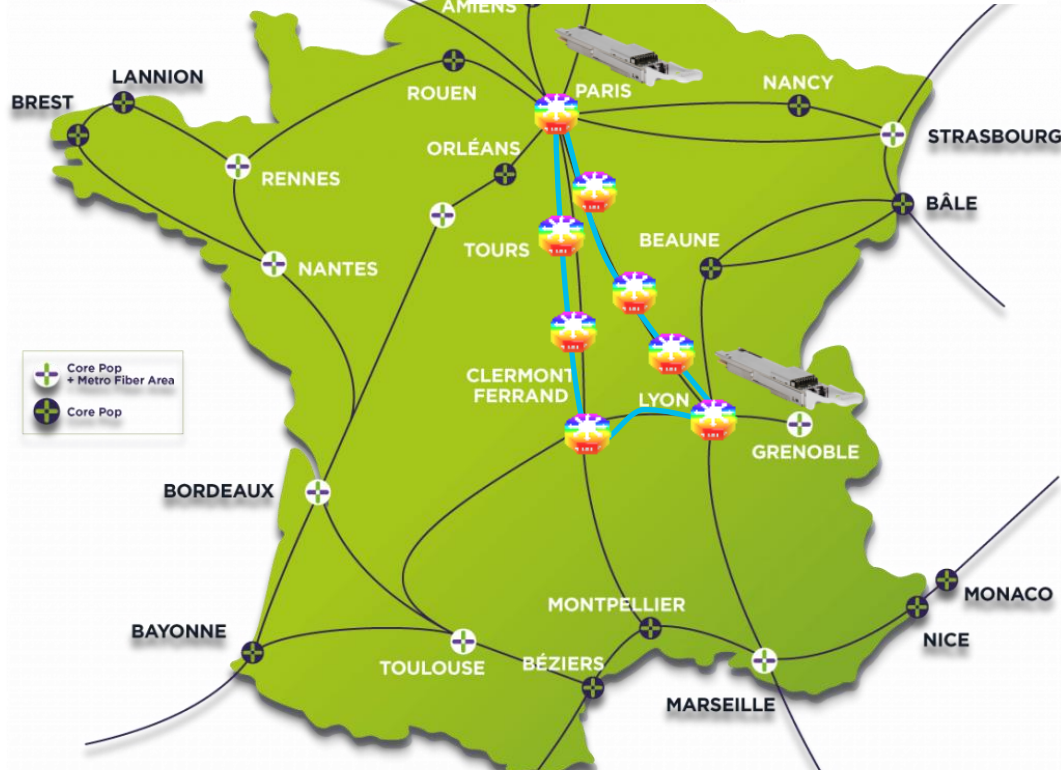 AMIENS
LANNION
BREST
ROUEN
PARIS
NANCY
STRASBOURG
ORLÉANS
RENNES
BÂLE
TOURS
BEAUNE
NANTES
Core Pop
+ Metro Fiber Area
Core Pop
CLERMONT
FERRAND
LYON
GRENOBLE
BORDEAUX
MONTPELLIER
MONACO
NICE
BAYONNE
TOULOUSE
BÉZIERS
MARSEILLE